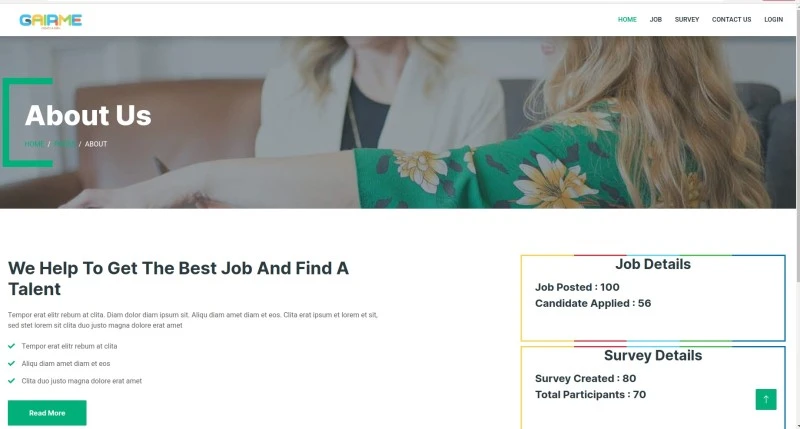 GAIRME
HOME JOB SURVEY CONTACT US LOGIN
About Us
HOME / / ABOUT
We Help To Get The Best Job And Find A
Talent
Tempor erat elitr rebum at clita. Diam dolor diam ipsum sit. Aliqu diam amet diam et eos. Clita erat ipsum et lorem et sit,
sed stet lorem sit clita duo justo magna dolore erat amet
Tempor erat elitr rebum at clita
Aliqu diam amet diam et eos
Clita duo justo magna dolore erat amet
Read More
Job Details
Job Posted : 100
Candidate Applied : 56
Survey Details
Survey Created : 80
Total Participants : 70